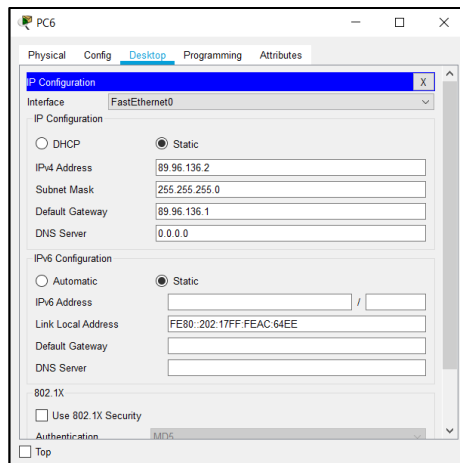 PC6
Physical Config Desktop Programming Attributes
IP Configuration X
Interface FastEthernet0
IP Configuration
DHCP Static
IPv4 Address 89.96.136.2
Subnet Mask 255.255.255.0
Default Gateway 89.96.136.1
DNS Server 0.0.0.0
IPv6 Configuration
Automatic Static
IPv6 Address /
Link Local Address FE80::202:17FF:FEAC:64EE
Default Gateway
DNS Server
802.1X
Use 802.1X Security
Authentication MD5
Top